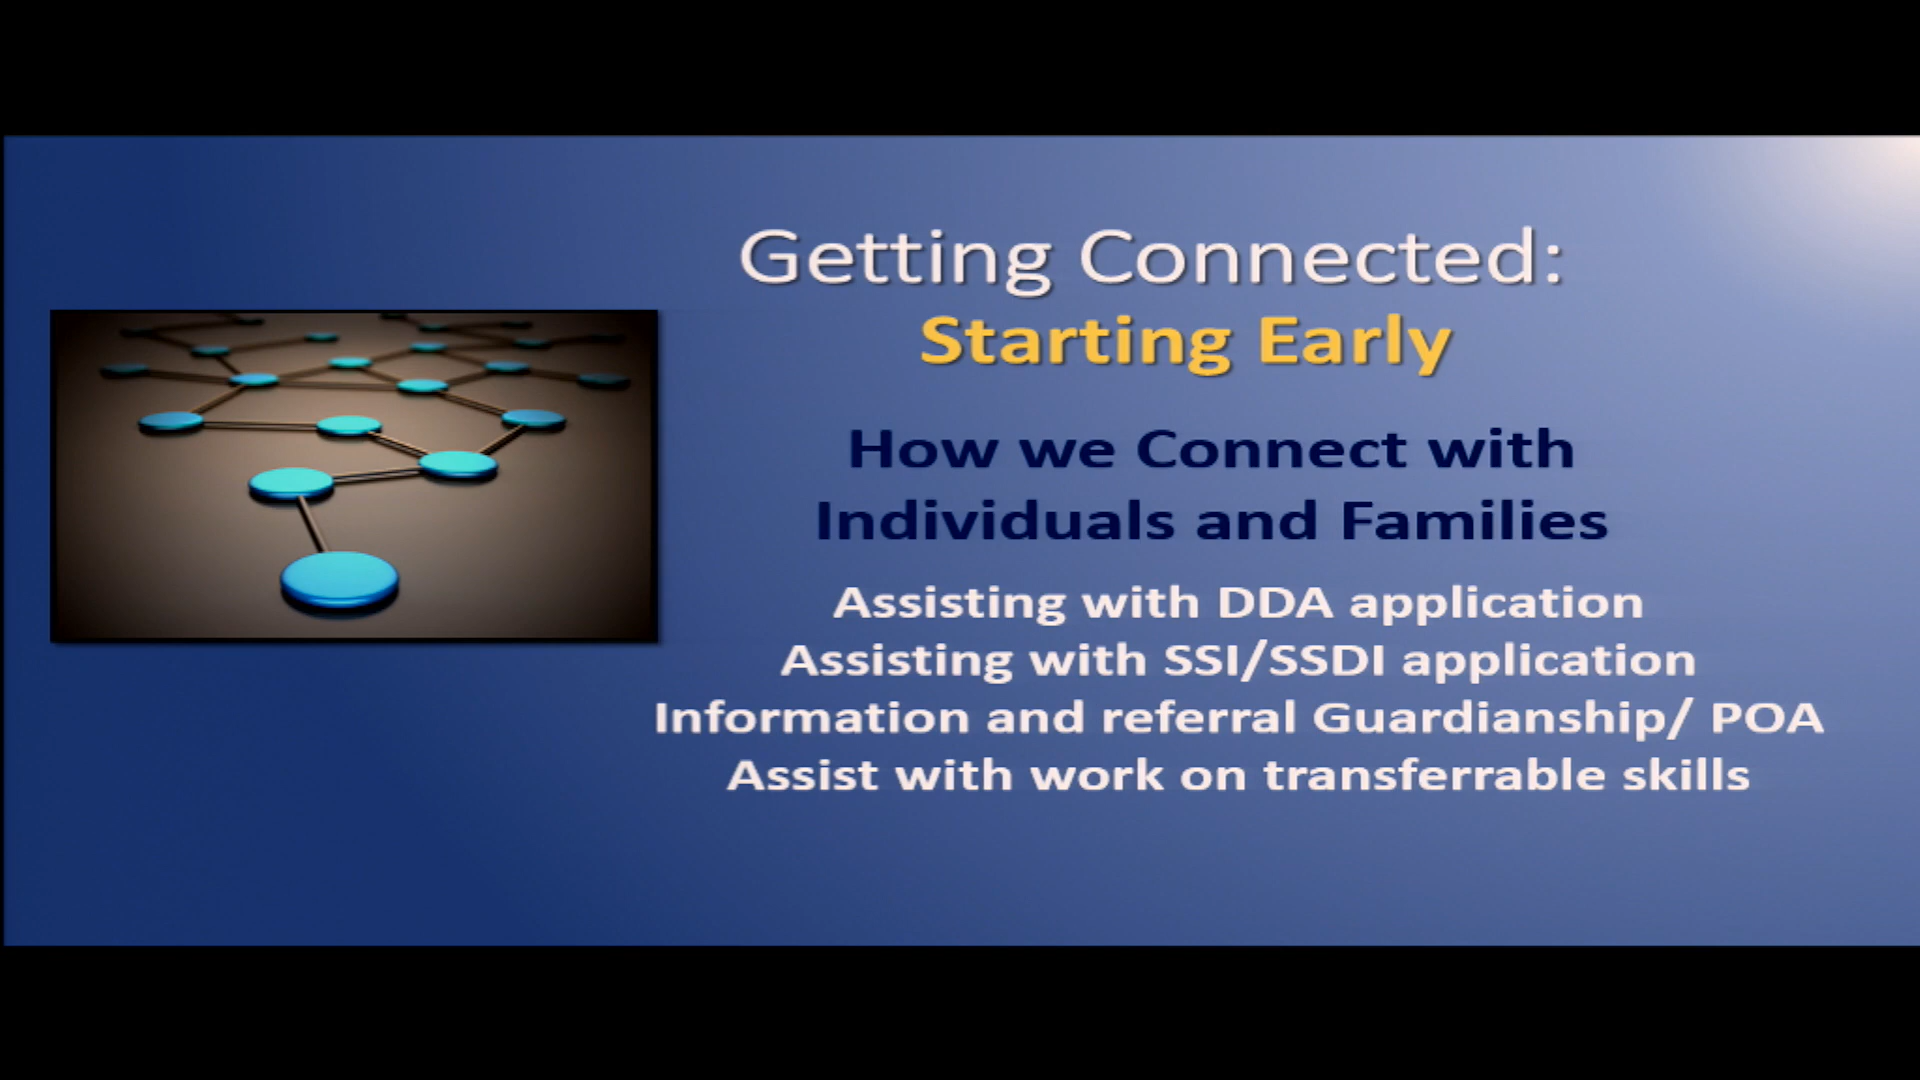 Getting Connected:
Starting Early
How we Connect with
Individuals and Families
Assisting with DDA application
Assisting with SSI/SSDI application
Information and referral Guardianship/ POA
Assist with work on transferrable skills